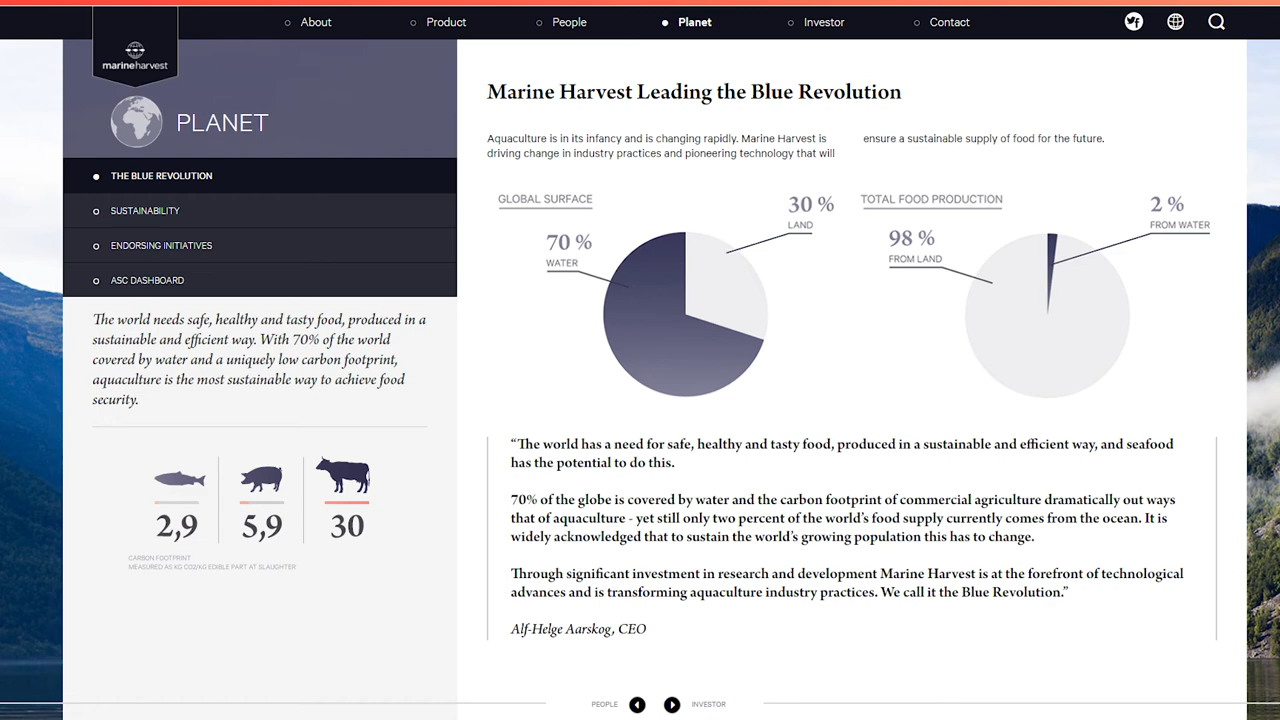 About
Product
People
Planet
Investor
Contact
marineharvest
PLANET
THE BLUE REVOLUTION
SUSTAINABILITY
ENDORSING INITIATIVES
ASC DASHBOARD
The world needs safe, healthy and tasty food, produced in a
sustainable and efficient way. With 70% of the world
covered by water and a uniquely low carbon footprint,
aquaculture is the most sustainable way to achieve food
security.
2,9
5,9
30
CARBON FOOTPRINT
MEASURED AS KG CO2/KG EDIBLE PART AT SLAUGHTER
Marine Harvest Leading the Blue Revolution
Aquaculture is in its infancy and is changing rapidly. Marine Harvest is
driving change in industry practices and pioneering technology that will
ensure a sustainable supply of food for the future.
GLOBAL SURFACE
30 %
LAND
70 %
WATER
TOTAL FOOD PRODUCTION
2 %
FROM WATER
98 %
FROM LAND
“The world has a need for safe, healthy and tasty food, produced in a sustainable and efficient way, and seafood
has the potential to do this.
70% of the globe is covered by water and the carbon footprint of commercial agriculture dramatically out ways
that of aquaculture - yet still only two percent of the world’s food supply currently comes from the ocean. It is
widely acknowledged that to sustain the world’s growing population this has to change.
Through significant investment in research and development Marine Harvest is at the forefront of technological
advances and is transforming aquaculture industry practices. We call it the Blue Revolution.”
Alf-Helge Aarskog, CEO
PEOPLE
INVESTOR